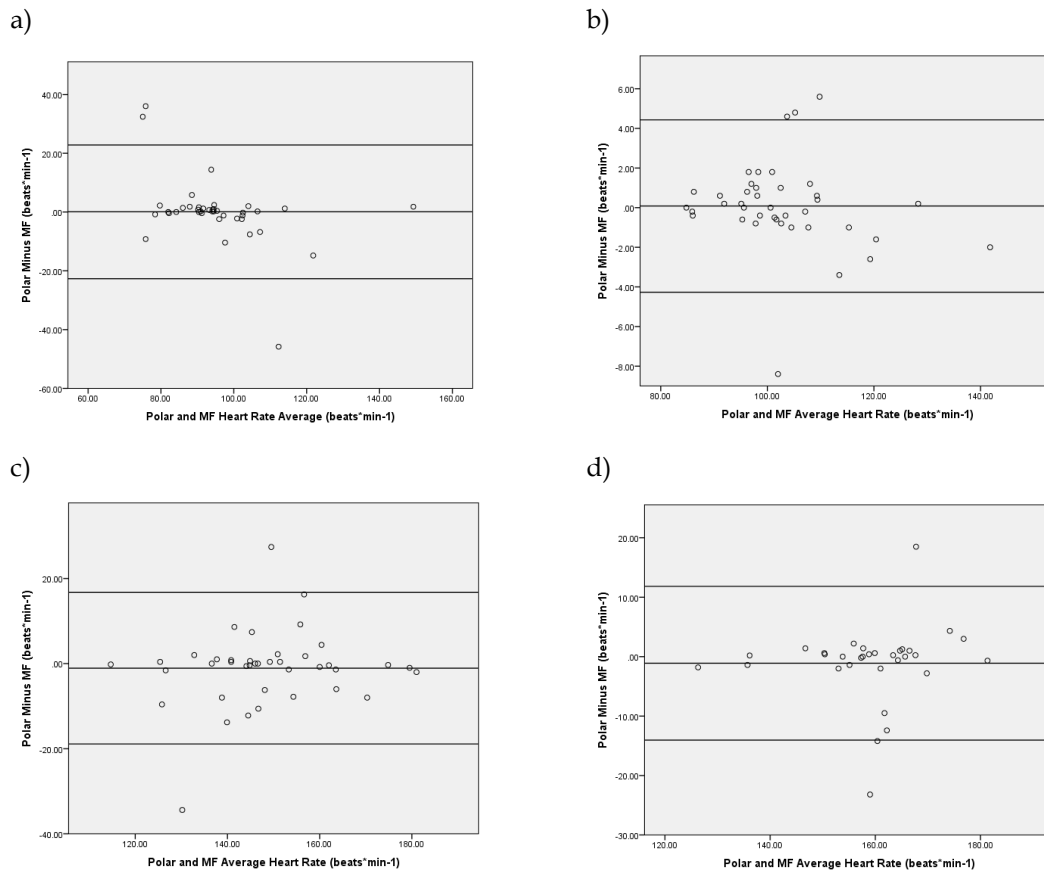 a)
b)
Polar Minus MF (beats*min-1)
40.00
20.00
.00
-20.00
-40.00
-60.00
60.00 80.00 100.00 120.00 140.00 160.00
Polar and MF Heart Rate Average (beats*min-1)
Polar Minus MF (beats*min-1)
6.00
4.00
2.00
.00
-2.00
-4.00
-6.00
-8.00
80.00 100.00 120.00 140.00
Polar and MF Average Heart Rate (beats*min-1)
c)
d)
Polar Minus MF (beats*min-1)
20.00
.00
-20.00
-40.00
120.00 140.00 160.00 180.00
Polar and MF Average Heart Rate (beats*min-1)
Polar Minus MF (beats*min-1)
20.00
10.00
.00
-10.00
-20.00
-30.00
120.00 140.00 160.00 180.00
Polar and MF Average Heart Rate (beats*min-1)